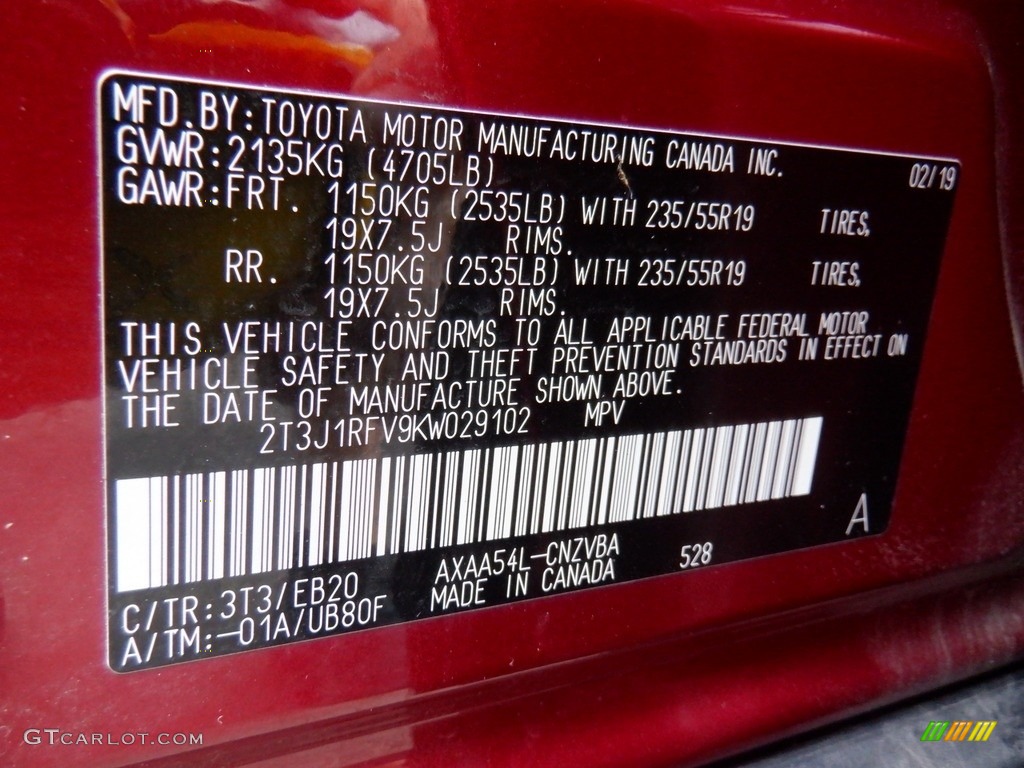 MFD. BY: TOYOTA MOTOR MANUFACTURING CANADA INC.
02/19
GVWR: 2135KG (4705LB)
GAWR: FRT. 1150KG (2535LB) WITH 235/55R19 TIRES,
19X7.5J RIMS.
RR. 1150KG (2535LB) WITH 235/55R19 TIRES,
19X7.5J RIMS.
THIS VEHICLE CONFORMS TO ALL APPLICABLE FEDERAL MOTOR
VEHICLE SAFETY AND THEFT PREVENTION STANDARDS IN EFFECT ON
THE DATE OF MANUFACTURE SHOWN ABOVE.
2T3J1RFV9KW029102 MPV
A
C/TR: 3T3/EB20 AXAA54L-CNZVBA 528
A/TM: -01A/UB80F MADE IN CANADA
GTCARLOT.COM